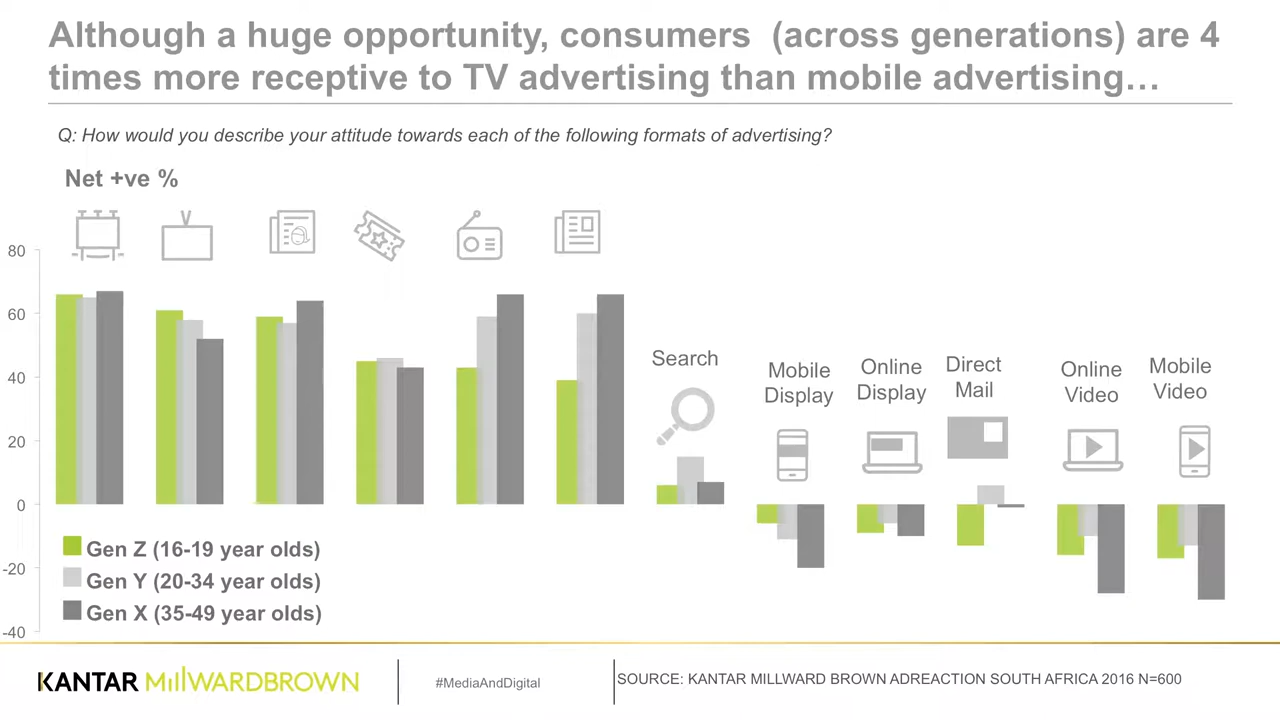 Although a huge opportunity, consumers  (across generations) are 4
times more receptive to TV advertising than mobile advertising…
Q: How would you describe your attitude towards each of the following formats of advertising?
Net +ve %
80
60
40
20
0
-20
-40
Search
Mobile
Display
Online
Display
Direct
Mail
Online
Video
Mobile
Video
Gen Z (16-19 year olds)
Gen Y (20-34 year olds)
Gen X (35-49 year olds)
KANTAR MillWARDBROWN
#MediaAndDigital
SOURCE: KANTAR MILLWARD BROWN ADREACTION SOUTH AFRICA 2016 N=600